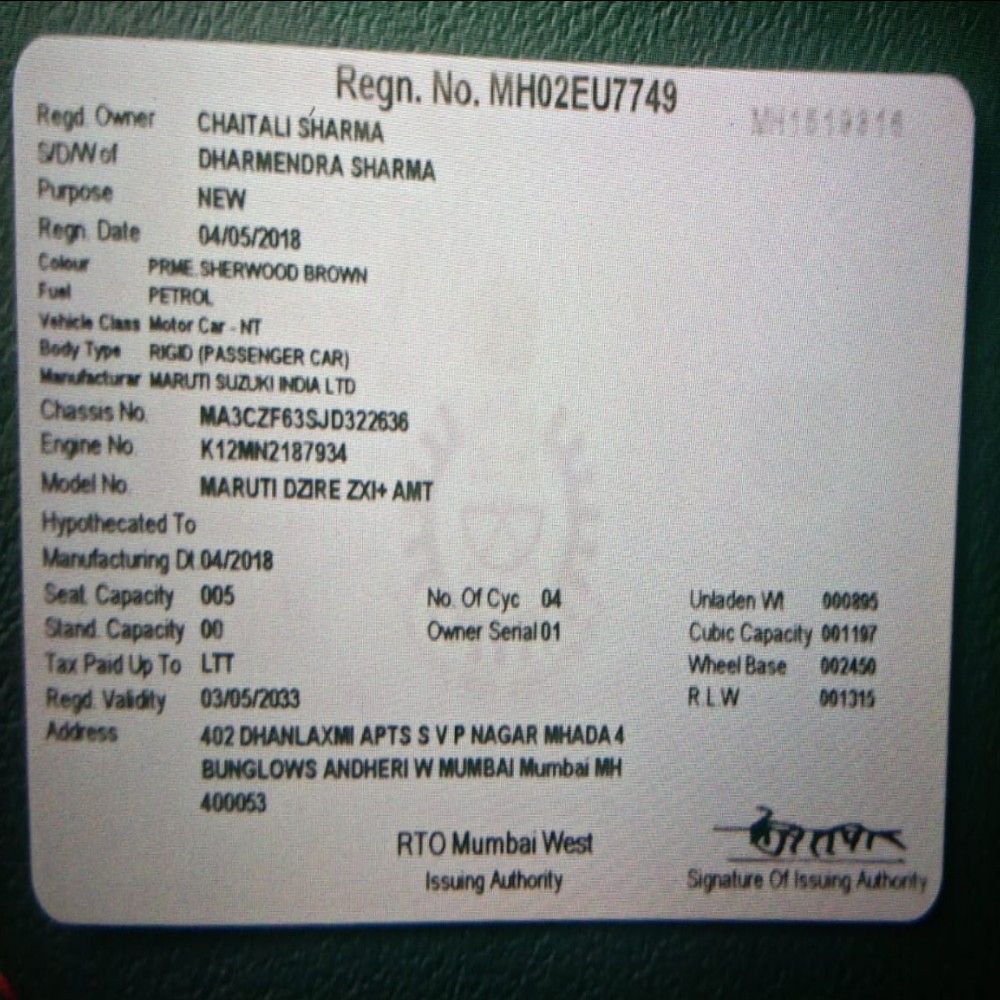 Regn. No. MH02EU7749
Regd. Owner CHAITALI SHARMA
S/D/W of DHARMENDRA SHARMA
Purpose NEW
Regn. Date 04/05/2018
Colour PRME.SHERWOOD BROWN
Fuel PETROL
Vehicle Class Motor Car - NT
Body Type RIGID (PASSENGER CAR)
Manufacturar MARUTI SUZUKI INDIA LTD
Chassis No. MA3CZF63SJD322636
Engine No. K12MN2187934
Model No. MARUTI DZIRE ZXI+ AMT
Hypothecated To
Manufacturing Dt 04/2018
Seat. Capacity 005 No. Of Cyc 04 Unladen Wt 000895
Stand. Capacity 00 Owner Serial 01 Cubic Capacity 001197
Tax Paid Up To LTT Wheel Base 002450
Regd. Validity 03/05/2033 R.L.W 001315
Address 402 DHANLAXMI APTS S V P NAGAR MHADA 4
BUNGLOWS ANDHERI W MUMBAI Mumbai MH
400053
RTO Mumbai West
Issuing Authority Signature Of Issuing Authority